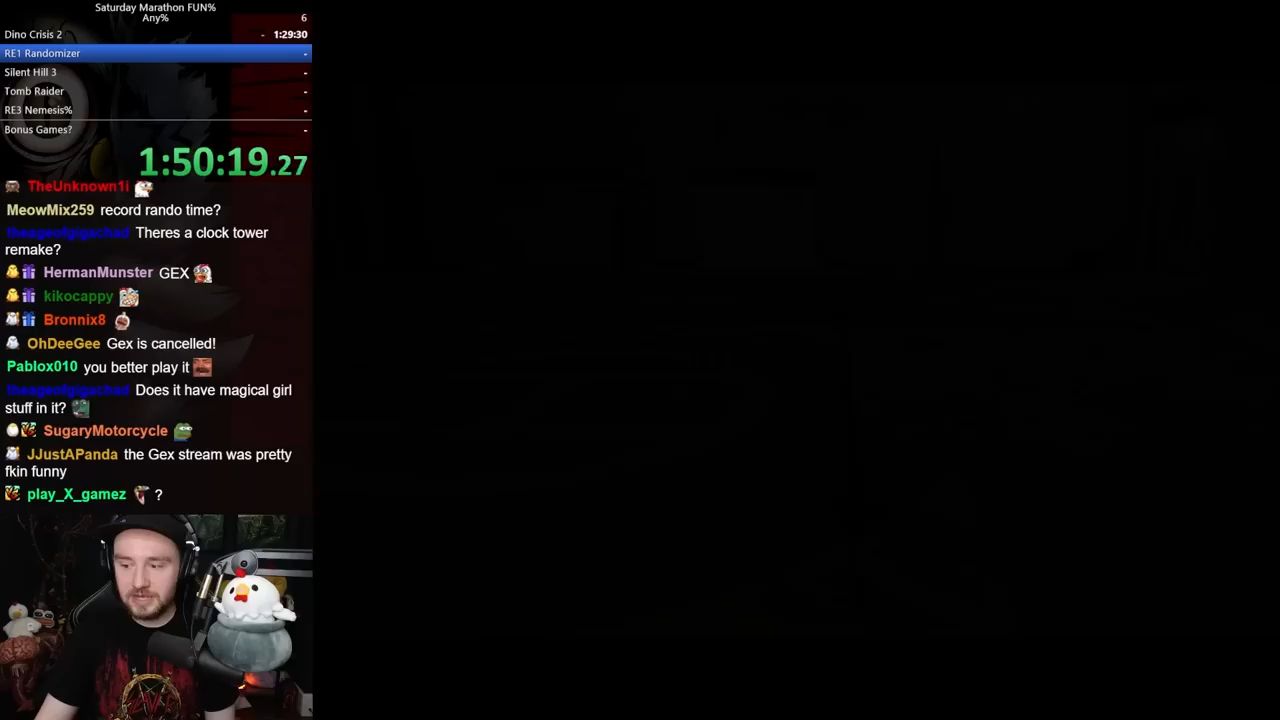 Saturday Marathon FUN%
Any%
6
Dino Crisis 2 - 1:29:30
RE1 Randomizer -
Silent Hill 3 -
Tomb Raider -
RE3 Nemesis% -
Bonus Games? -
1:50:19.27
TheUnknown1i
MeowMix259 record rando time?
theageofgigachad Theres a clock tower
remake?
HermanMunster GEX
kikocappy
Bronnix8
OhDeeGee Gex is cancelled!
Pablox010 you better play it
theageofgigachad Does it have magical girl
stuff in it?
SugaryMotorcycle
JJustAPanda the Gex stream was pretty
fkin funny
play_X_gamez ?